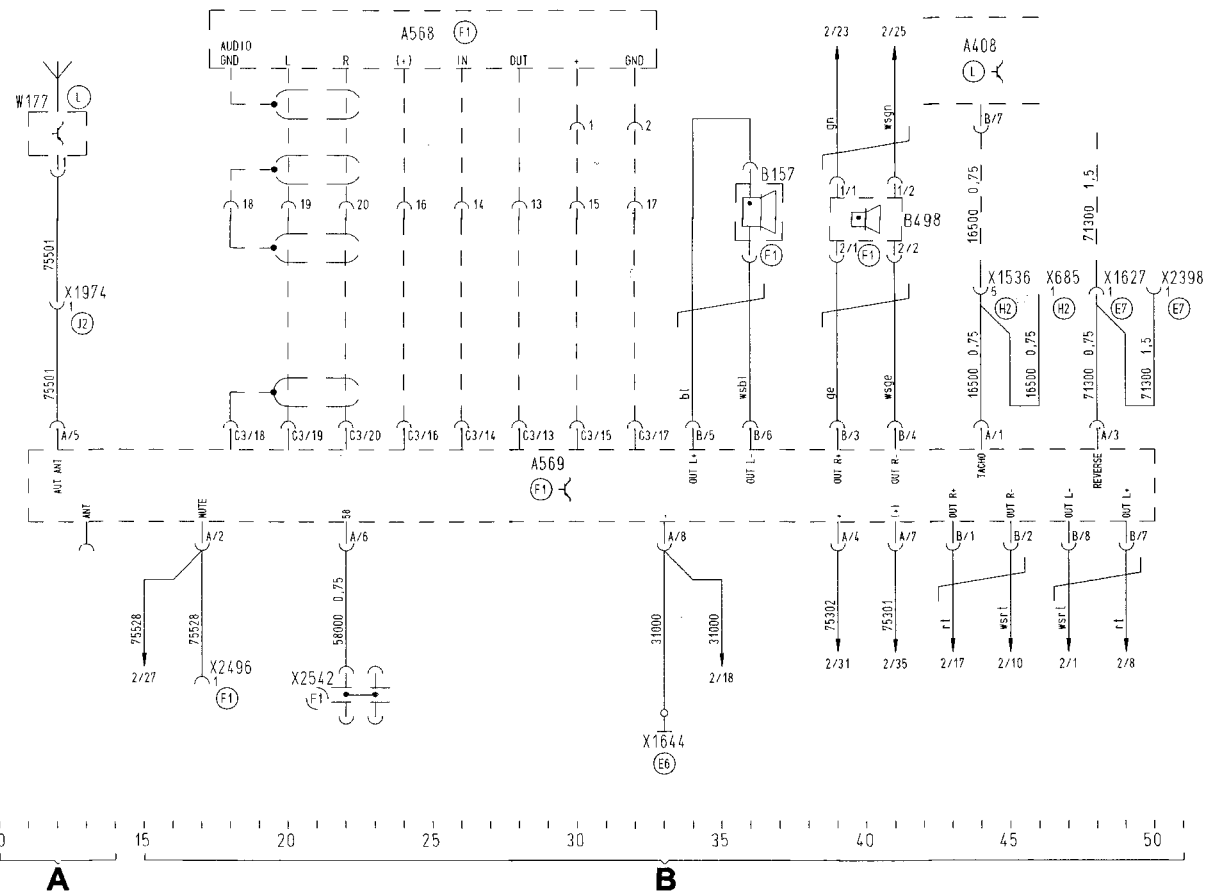 A568 F1
AUDIO
GND L R (+) IN OUT + GND
2/23 2/25
A408
L
W177 L
1
1 2
gn wsgn
B/7
B157
F1
16500 0,75
71300 1,5
18 19 20 16 14 13 15 17
1/1 1/2
B498
2/1 F1 2/2
75501
X1974
1
J2
75501
X1536
5
H2
X685
1
H2
X1627
1
E7
X2398
1
E7
bl wsbl ge wsge
16500 0,75
16500 0,75
71300 0,75
71300 1,5
A/5 C3/18 C3/19 C3/20 C3/16 C3/14 C3/13 C3/15 C3/17 B/5 B/6 B/3 B/4 A/1 A/3
AUT ANT
A569
F1
OUT L+ OUT L- OUT R+ OUT R- TACHO REVERSE
ANT MUTE 58 - + (+) OUT R+ OUT R- OUT L- OUT L+
A/2 A/6 A/8 A/4 A/7 B/1 B/2 B/8 B/7
75528 75528 58000 0,75 31000 31000 75302 75301 rt wsrt wsrt rt
2/27
X2496
1
F1
X2542
F1
2/18 2/31 2/35 2/17 2/10 2/1 2/8
X1644
E6
0 15 20 25 30 35 40 45 50
A B